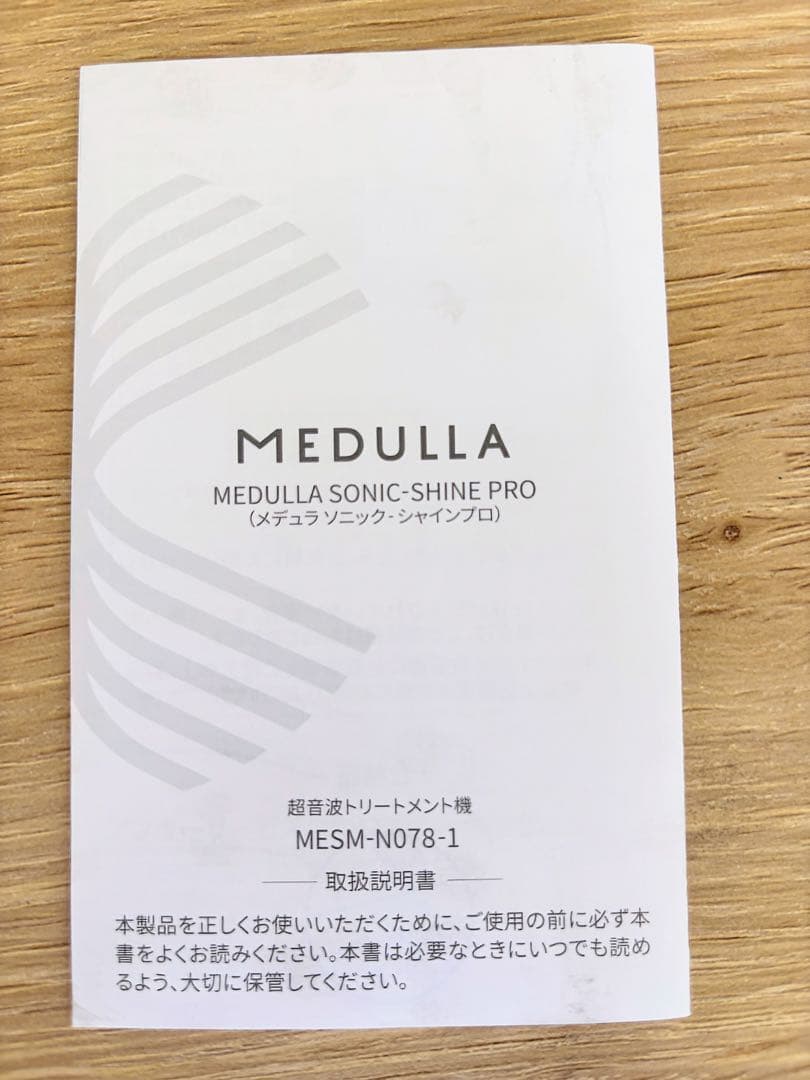 MEDULLA
MEDULLA SONIC-SHINE PRO
(メデュラ ソニック-シャインプロ)
超音波トリートメント機
MESM-N078-1
取扱説明書
本製品を正しくお使いいただくために、ご使用の前に必ず本
書をよくお読みください。本書は必要なときにいつでも読め
るよう、大切に保管してください。